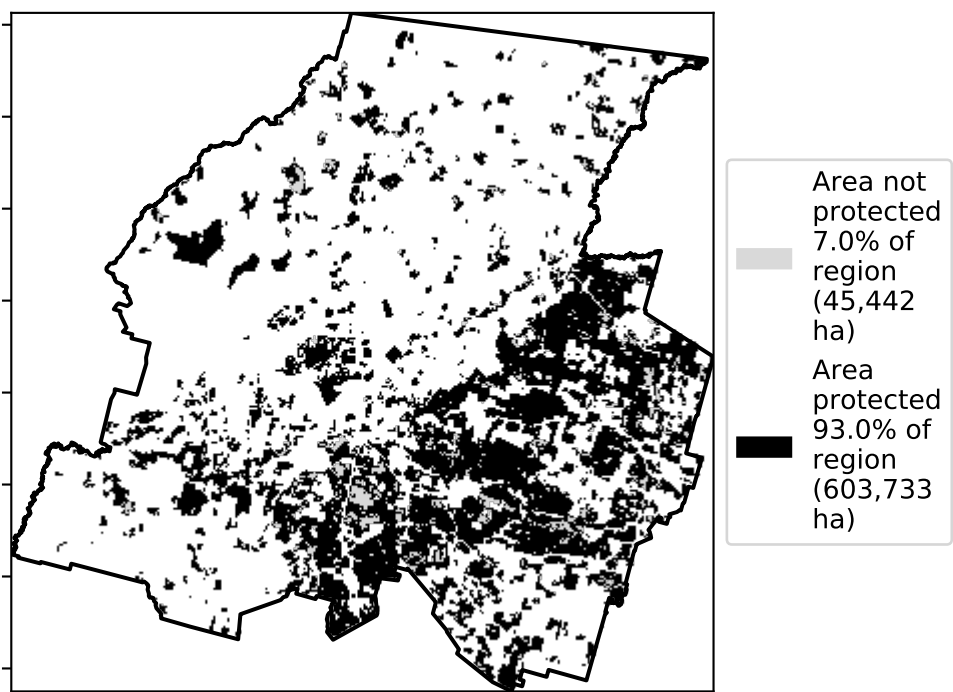 Area not
protected
7.0% of
region
(45,442
ha)
Area
protected
93.0% of
region
(603,733
ha)